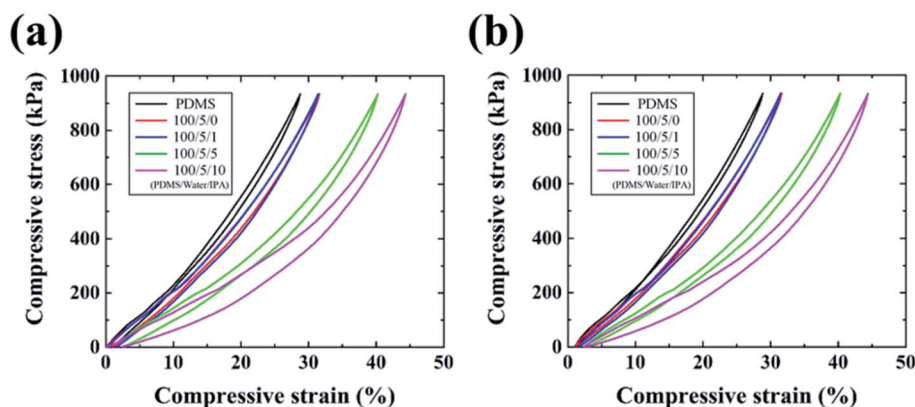 (a)
Compressive stress (kPa)
1000
800
600
400
200
0
PDMS
100/5/0
100/5/1
100/5/5
100/5/10
(PDMS/Water/IPA)
0 10 20 30 40 50
Compressive strain (%)
(b)
Compressive stress (kPa)
1000
800
600
400
200
0
PDMS
100/5/0
100/5/1
100/5/5
100/5/10
(PDMS/Water/IPA)
0 10 20 30 40 50
Compressive strain (%)